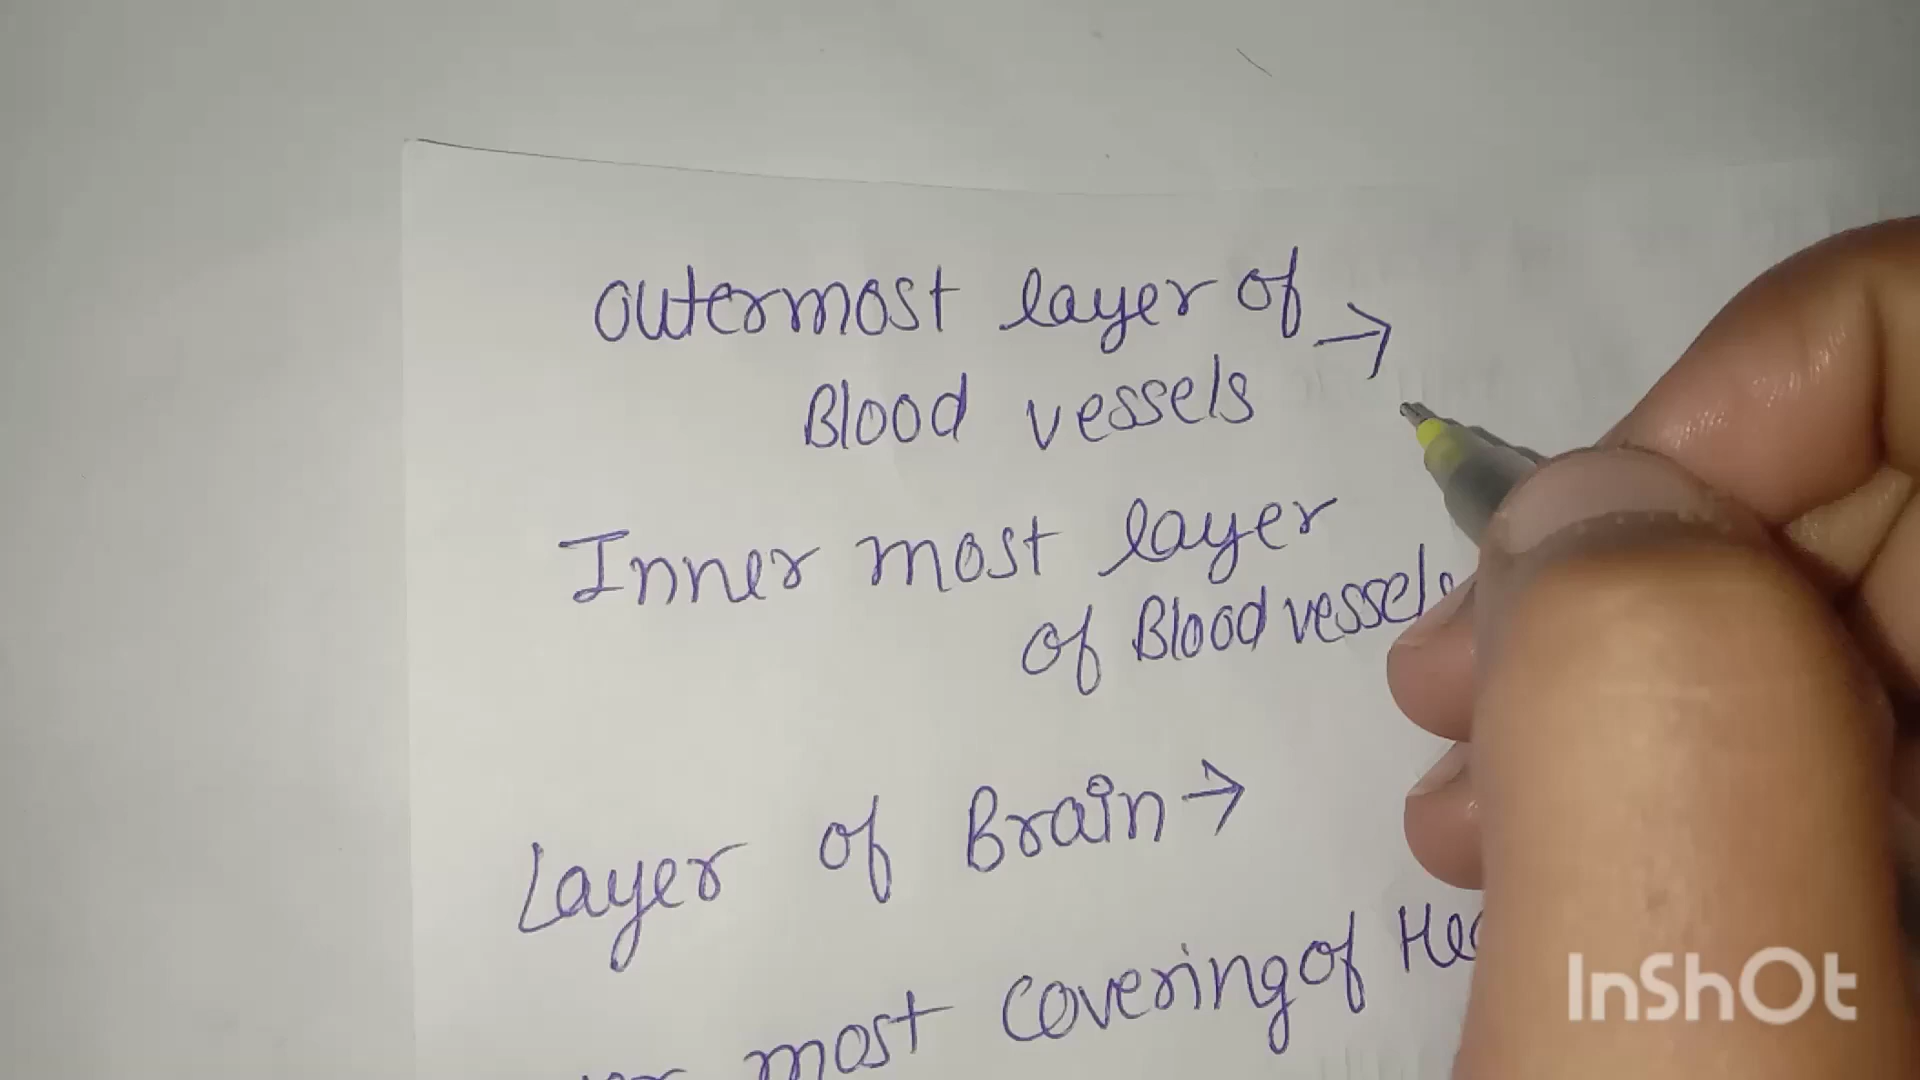 Outermost layer of →
Blood vessels
Inner most layer
of Blood vessels
Layer of Brain →
most covering of
InShOt